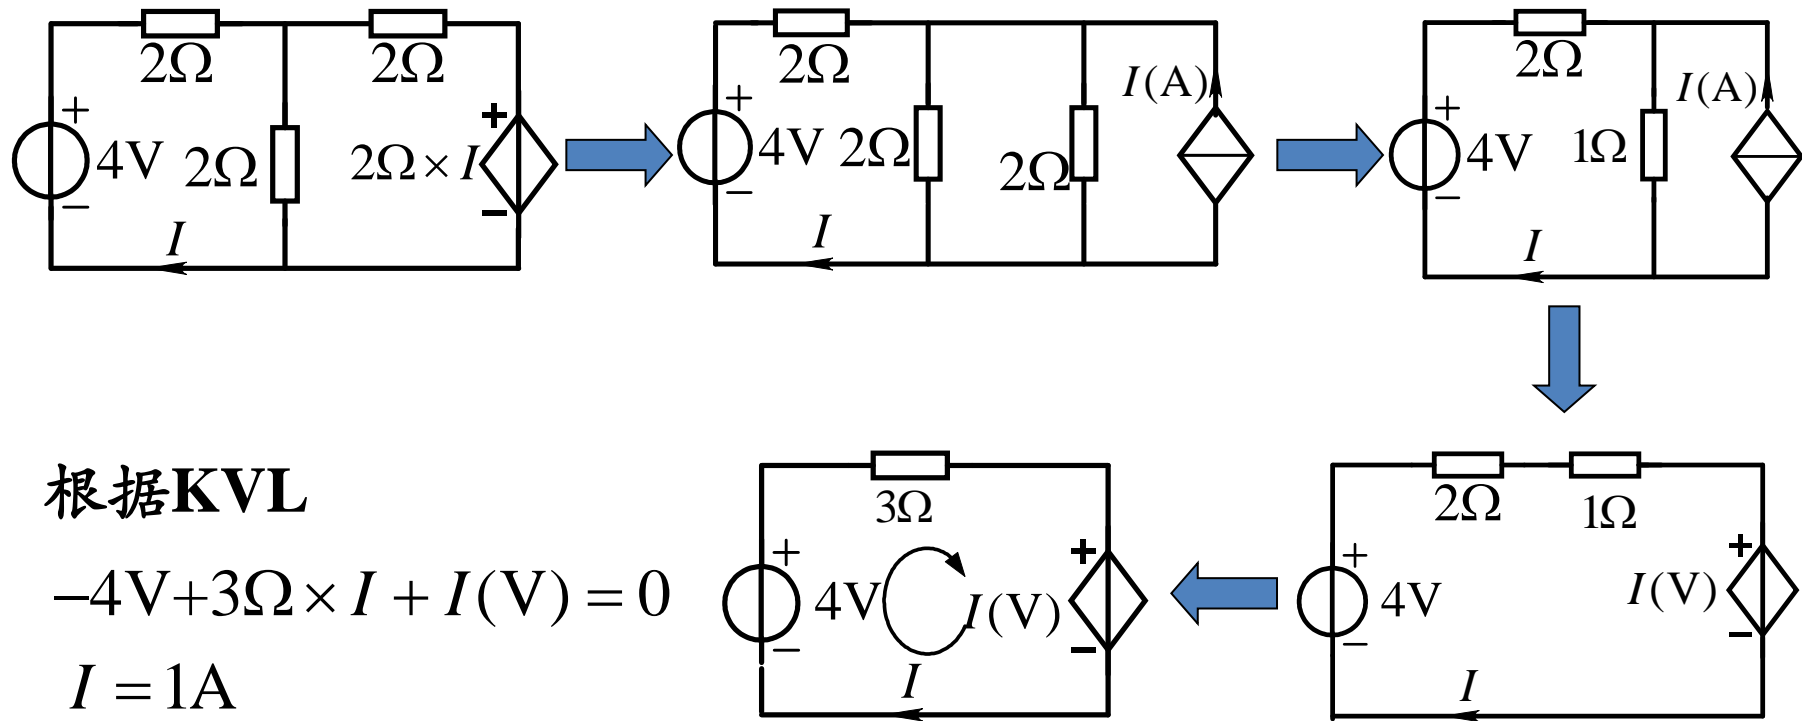 2Ω 2Ω
+ +
4V 2Ω 2Ω × I
− −
I
2Ω I(A)
+
4V 2Ω 2Ω
−
I
2Ω I(A)
+
4V 1Ω
−
I
2Ω 1Ω
+ +
4V I(V)
− −
I
3Ω
+ +
4V I(V)
− −
I
根据KVL
−4V+3Ω × I + I(V) = 0
I = 1A